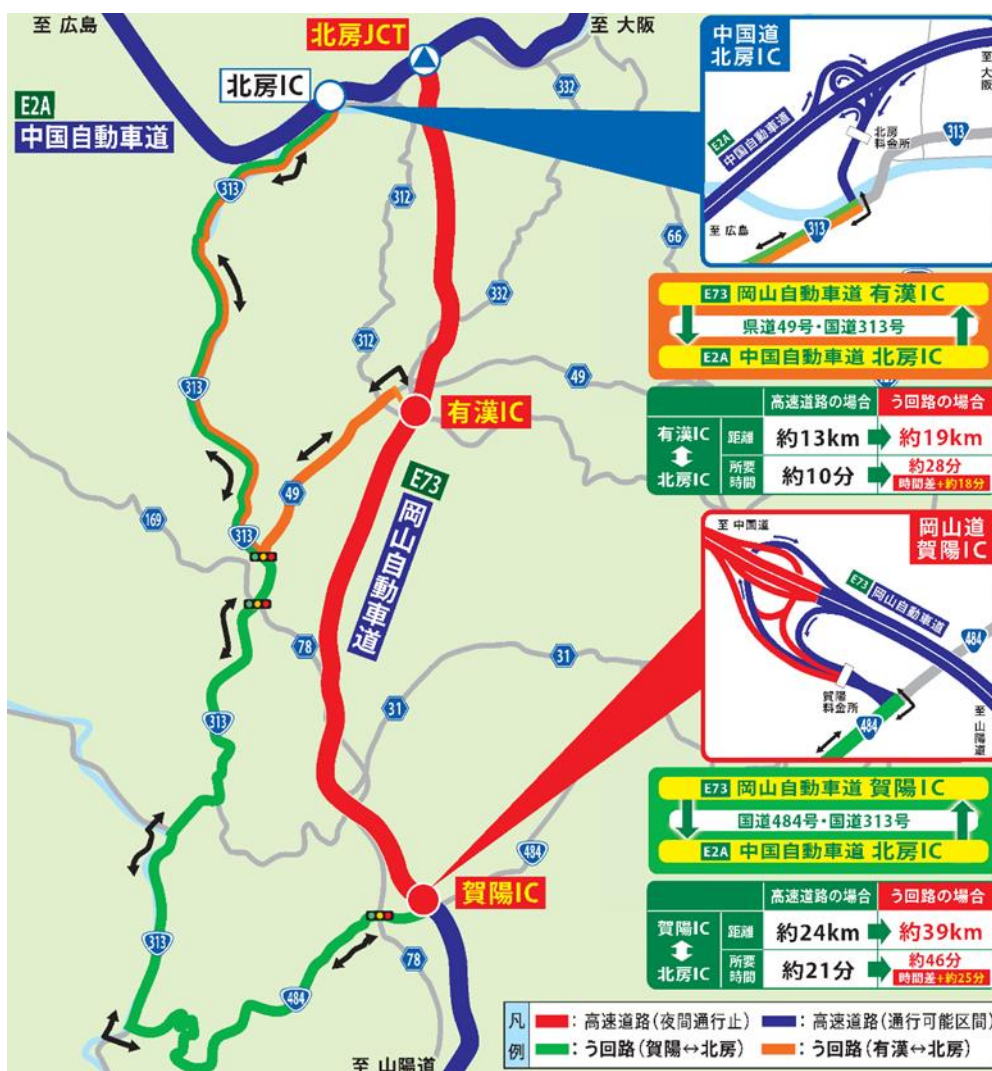 至 広島
北房JCT
至 大阪
北房IC
E2A
中国自動車道
332
313
312
66
332
313
312
49
有漢IC
E73
岡山自動車道
49
169
313
78
31
31
313
484
賀陽IC
313
78
484
至 山陽道
中国道
北房IC
至 大阪
E2A
中国自動車道
北房
料金所
313
至 広島
313
E73 岡山自動車道 有漢IC
県道49号・国道313号
E2A 中国自動車道 北房IC
高速道路の場合 う回路の場合
有漢IC
北房IC
距離 約13km 約19km
所要時間 約10分 約28分
時間差+約18分
岡山道
賀陽IC
至 中国道
E73 岡山自動車道
484
賀陽
料金所
484
至 山陽道
E73 岡山自動車道 賀陽IC
国道484号・国道313号
E2A 中国自動車道 北房IC
高速道路の場合 う回路の場合
賀陽IC
北房IC
距離 約24km 約39km
所要時間 約21分 約46分
時間差+約25分
凡例
:高速道路(夜間通行止) :高速道路(通行可能区間)
:う回路(賀陽↔北房) :う回路(有漢↔北房)